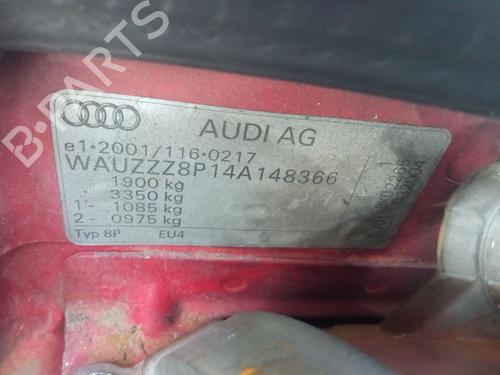 AUDI AG
e1*2001/116*0217
WAUZZZ8P14A148366
1900 kg
3350 kg
1- 1085 kg
2- 0975 kg
Typ 8P EU4